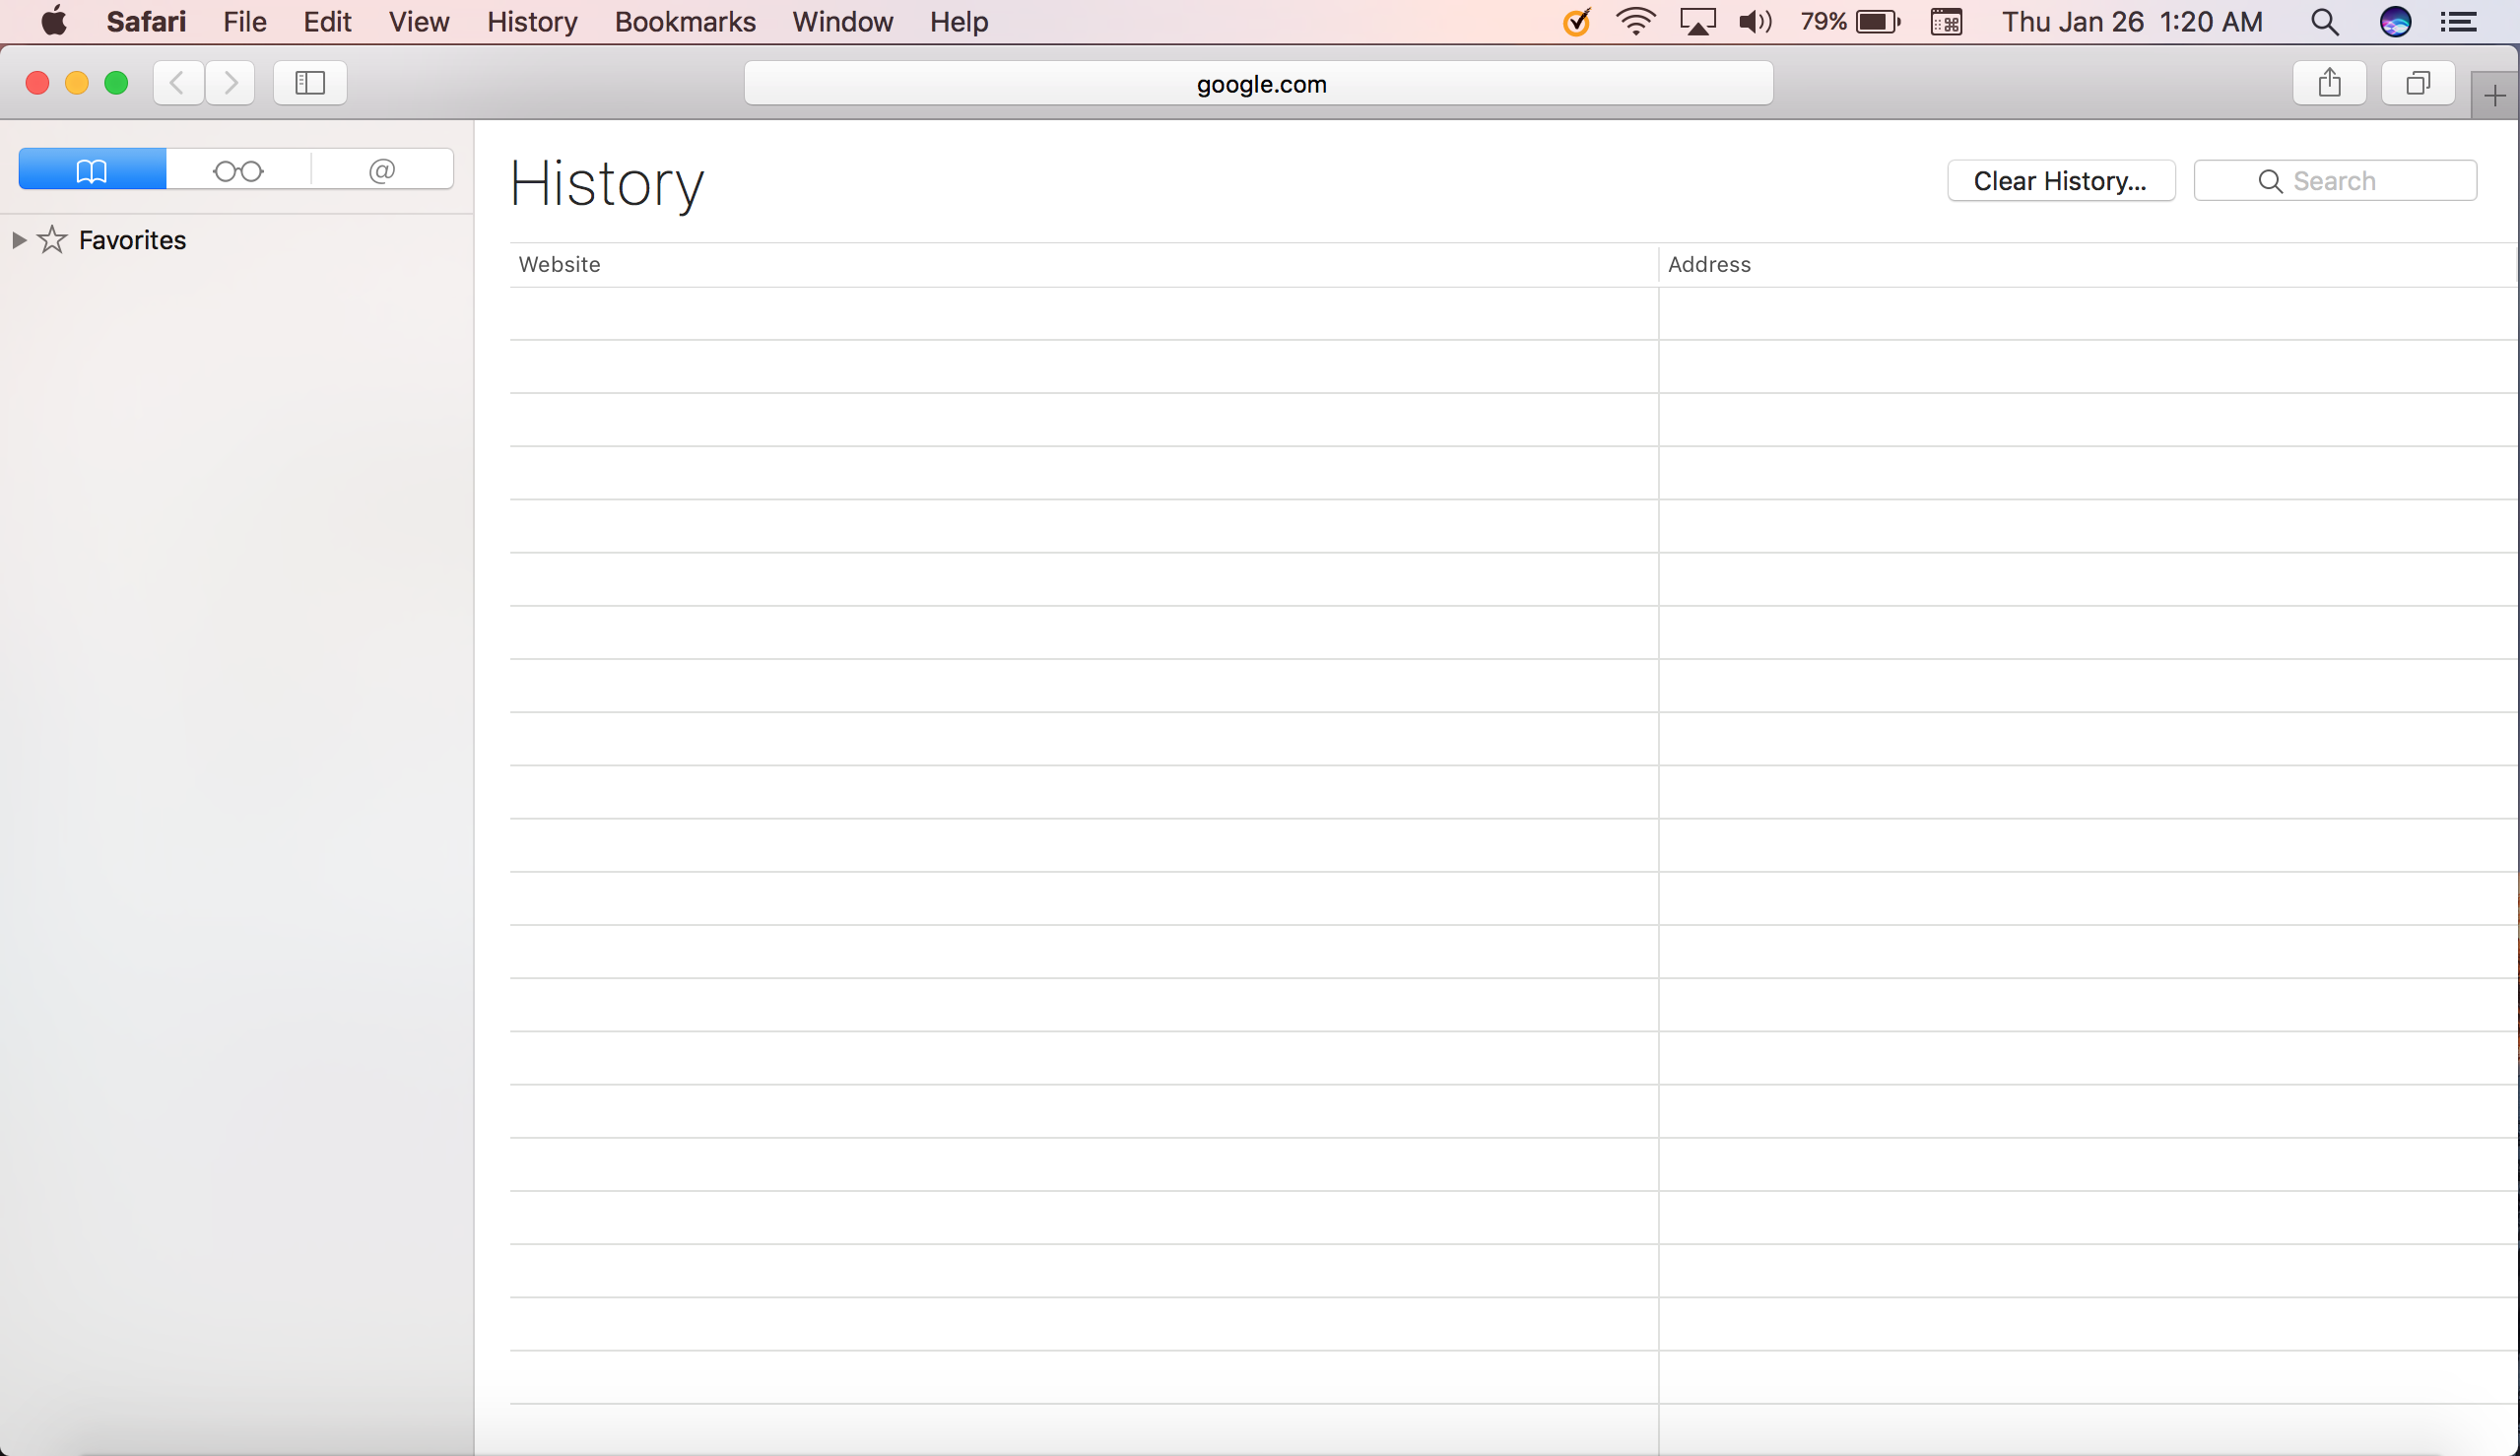 Safari File Edit View History Bookmarks Window Help 79% Thu Jan 26 1:20 AM
google.com
@
History
Clear History...
Search
Favorites
Website Address